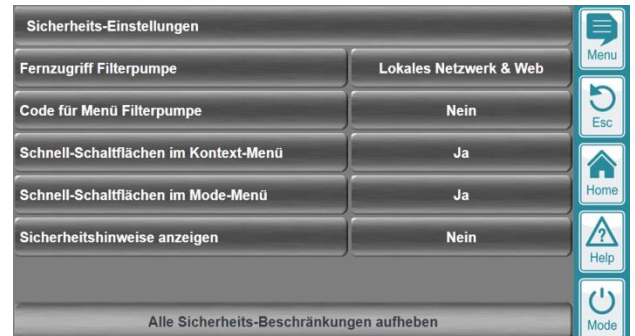 Sicherheits-Einstellungen
Fernzugriff Filterpumpe Lokales Netzwerk & Web
Code für Menü Filterpumpe Nein
Schnell-Schaltflächen im Kontext-Menü Ja
Schnell-Schaltflächen im Mode-Menü Ja
Sicherheitshinweise anzeigen Nein
Alle Sicherheits-Beschränkungen aufheben
Menu
Esc
Home
?
Help
Mode